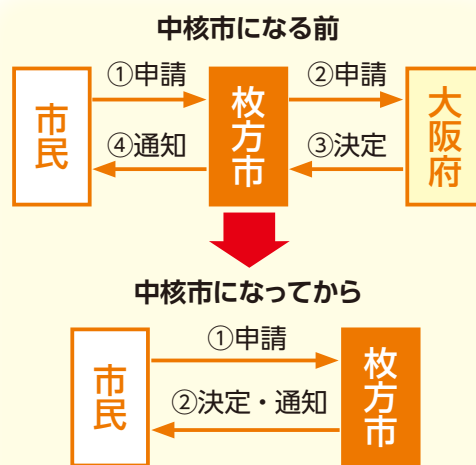 中核市になる前
①申請
②申請
市民
枚方市
大阪府
④通知
③決定
中核市になってから
①申請
市民
枚方市
②決定・通知